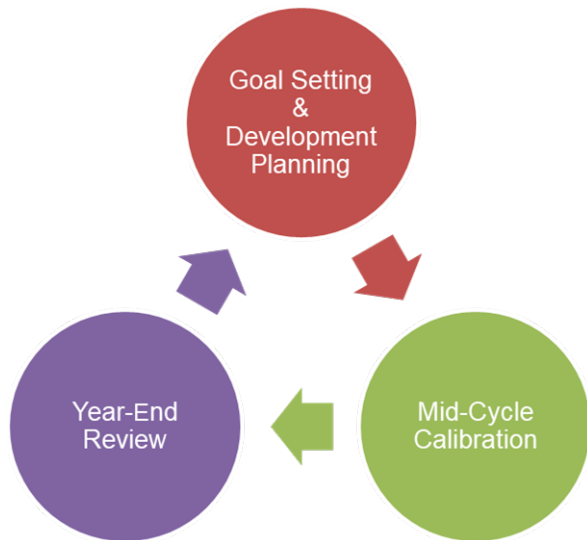 Goal Setting
&
Development
Planning
Year-End
Review
Mid-Cycle
Calibration